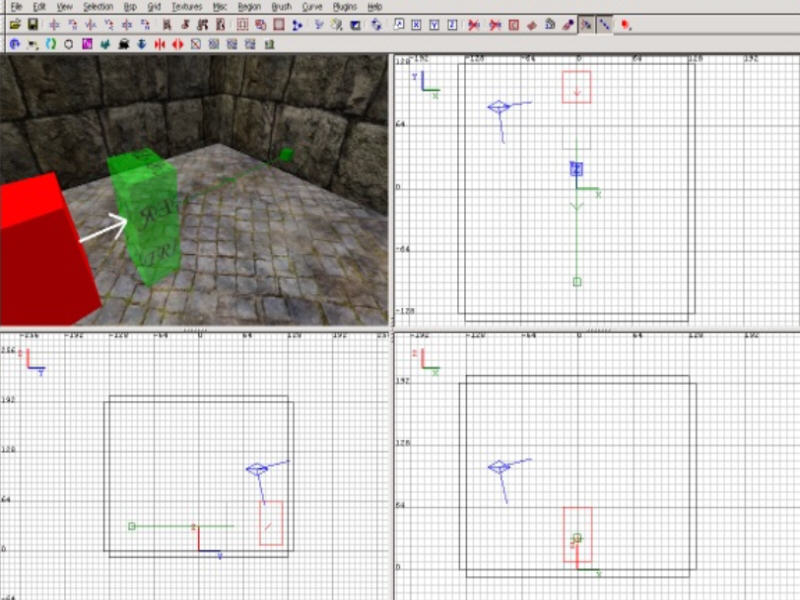 File Edit View Selection Bsp Grid Textures Misc Region Brush Curve Plugins Help
X Y Z
-192 -128 -64 0 64 128 192
128
64
0
-64
-128
Y
X
Z
X
-256 -192 -128 -64 0 64 128 192
256
192
128
64
0
-64
Z
Y
Z
Y
-192 -128 -64 0 64 128 192
192
128
64
0
Z
X
Z
X